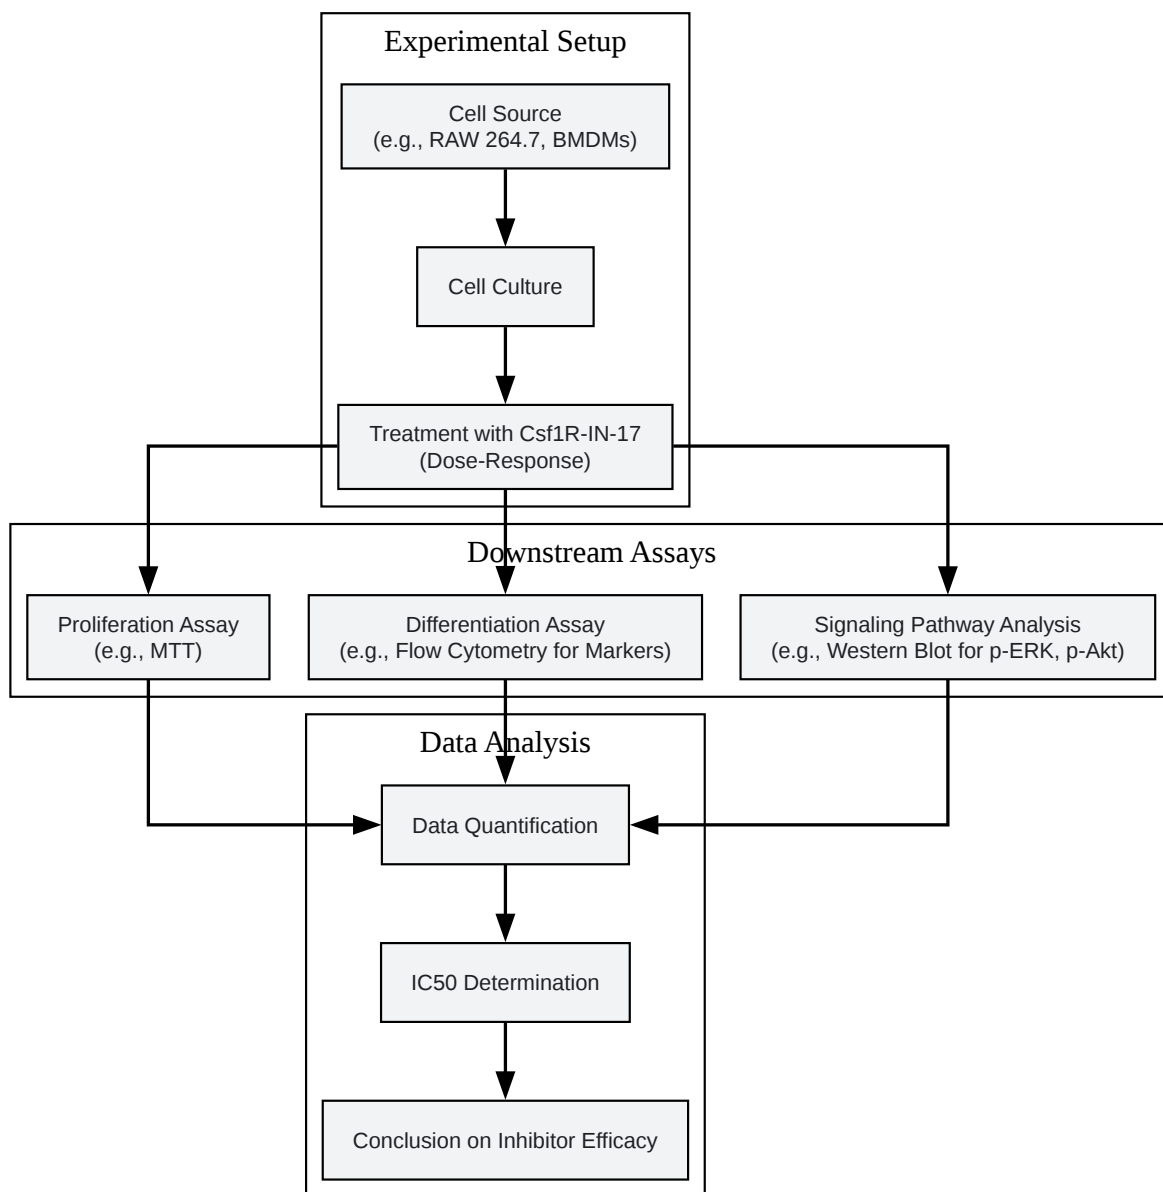 Experimental Setup
Cell Source
(e.g., RAW 264.7, BMDMs)
Cell Culture
Treatment with Csf1R-IN-17
(Dose-Response)
Downstream Assays
Proliferation Assay
(e.g., MTT)
Differentiation Assay
(e.g., Flow Cytometry for Markers)
Signaling Pathway Analysis
(e.g., Western Blot for p-ERK, p-Akt)
Data Analysis
Data Quantification
IC50 Determination
Conclusion on Inhibitor Efficacy